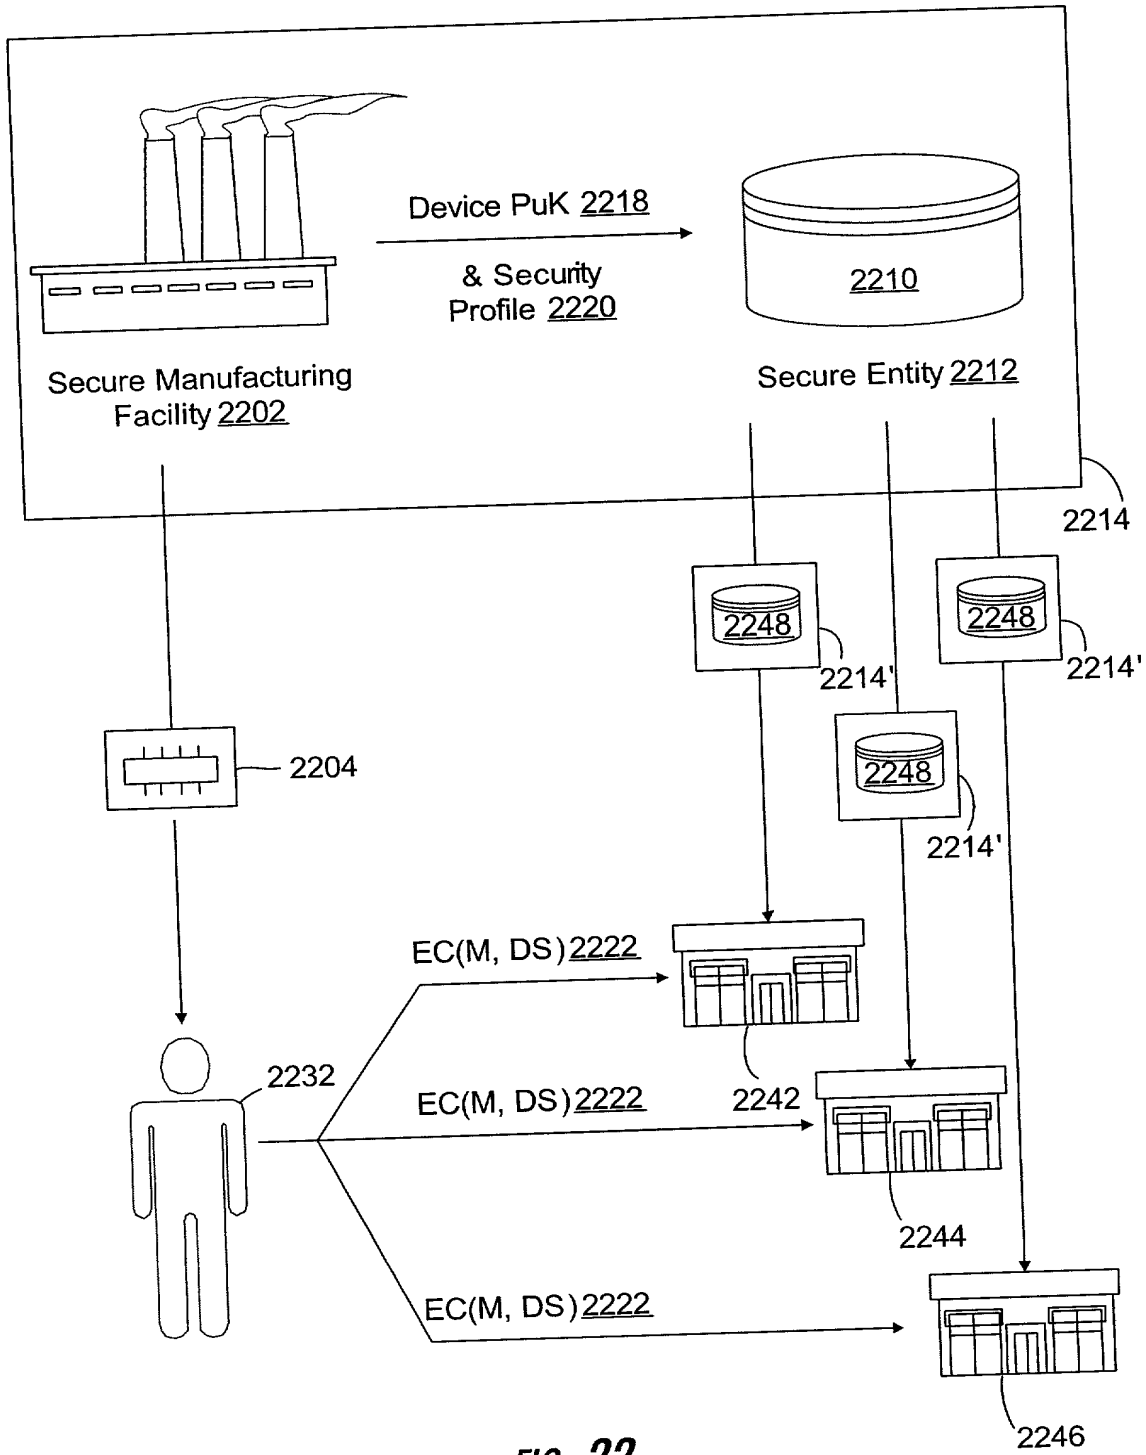 Device PuK 2218
& Security
Profile 2220
2210
Secure Manufacturing
Facility 2202
Secure Entity 2212
2214
2248
2214'
2248
2214'
2248
2214'
2204
EC(M, DS) 2222
2242
2232
EC(M, DS) 2222
2244
EC(M, DS) 2222
2246
FIG. 22